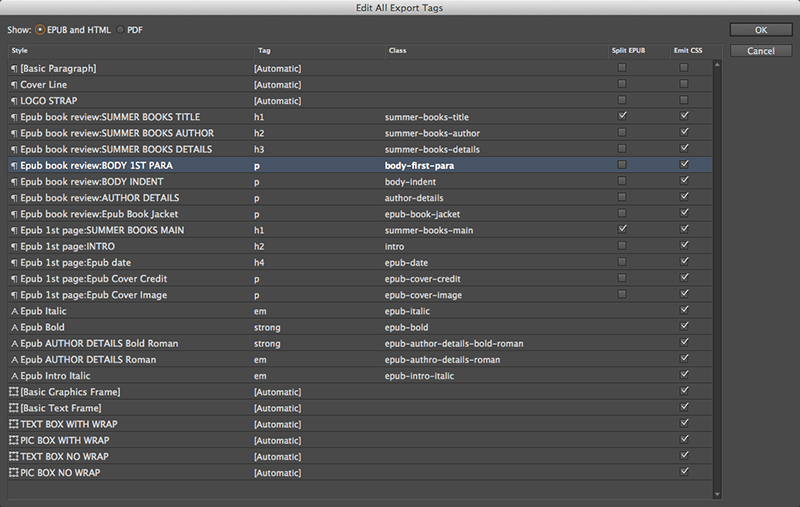 Edit All Export Tags
Show: EPUB and HTML PDF
OK
Cancel
Style Tag Class Split EPUB Emit CSS
¶ [Basic Paragraph] [Automatic]
¶ Cover Line [Automatic]
¶ LOGO STRAP [Automatic]
¶ Epub book review:SUMMER BOOKS TITLE h1 summer-books-title
¶ Epub book review:SUMMER BOOKS AUTHOR h2 summer-books-author
¶ Epub book review:SUMMER BOOKS DETAILS h3 summer-books-details
¶ Epub book review:BODY 1ST PARA p body-first-para
¶ Epub book review:BODY INDENT p body-indent
¶ Epub book review:AUTHOR DETAILS p author-details
¶ Epub book review:Epub Book Jacket p epub-book-jacket
¶ Epub 1st page:SUMMER BOOKS MAIN h1 summer-books-main
¶ Epub 1st page:INTRO h2 intro
¶ Epub 1st page:Epub date h4 epub-date
¶ Epub 1st page:Epub Cover Credit p epub-cover-credit
¶ Epub 1st page:Epub Cover Image p epub-cover-image
A Epub Italic em epub-italic
A Epub Bold strong epub-bold
A Epub AUTHOR DETAILS Bold Roman strong epub-author-details-bold-roman
A Epub AUTHOR DETAILS Roman em epub-authro-details-roman
A Epub Intro Italic em epub-intro-italic
[Basic Graphics Frame] [Automatic]
[Basic Text Frame] [Automatic]
TEXT BOX WITH WRAP [Automatic]
PIC BOX WITH WRAP [Automatic]
TEXT BOX NO WRAP [Automatic]
PIC BOX NO WRAP [Automatic]